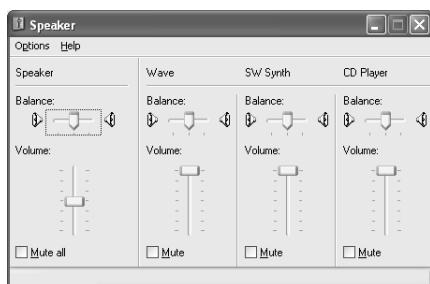 Speaker
Options Help
Speaker Wave SW Synth CD Player
Balance: Balance: Balance: Balance:
Volume: Volume: Volume: Volume:
Mute all Mute Mute Mute